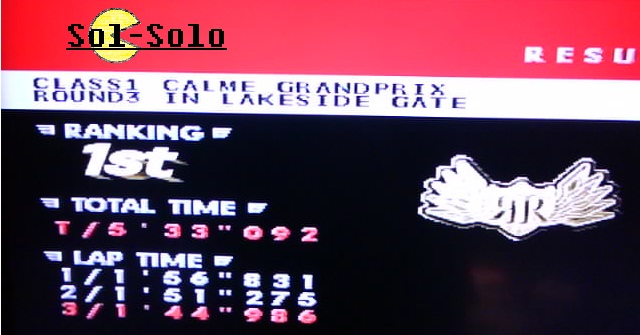 Sol-Solo
RESU
CLASS1 CALME GRANDPRIX
ROUND3 IN LAKESIDE GATE
RANKING
1st
TOTAL TIME
T/5'33"092
LAP TIME
1/1'56"831
2/1'51"275
3/1'44"986
RR